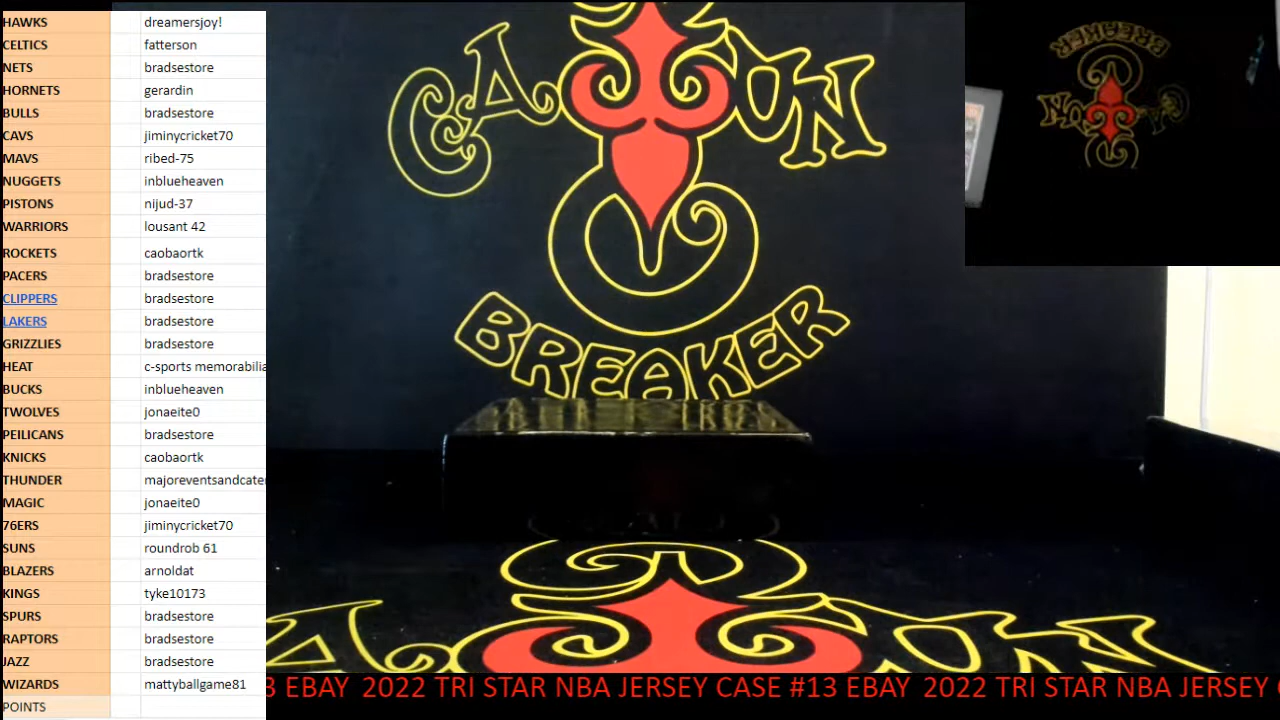 HAWKS dreamersjoy!
CELTICS fatterson
NETS bradsestore
HORNETS gerardin
BULLS bradsestore
CAVS jiminycricket70
MAVS ribed-75
NUGGETS inblueheaven
PISTONS nijud-37
WARRIORS lousant 42
ROCKETS caobaortk
PACERS bradsestore
CLIPPERS bradsestore
LAKERS bradsestore
GRIZZLIES bradsestore
HEAT c-sports memorabilia
BUCKS inblueheaven
TWOLVES jonaeite0
PEILICANS bradsestore
KNICKS caobaortk
THUNDER majoreventsandcate
MAGIC jonaeite0
76ERS jiminycricket70
SUNS roundrob 61
BLAZERS arnoldat
KINGS tyke10173
SPURS bradsestore
RAPTORS bradsestore
JAZZ bradsestore
WIZARDS mattyballgame81
POINTS
CAJON
BREAKER
BREAKER
3 EBAY 2022 TRI STAR NBA JERSEY CASE #13 EBAY 2022 TRI STAR NBA JERSEY